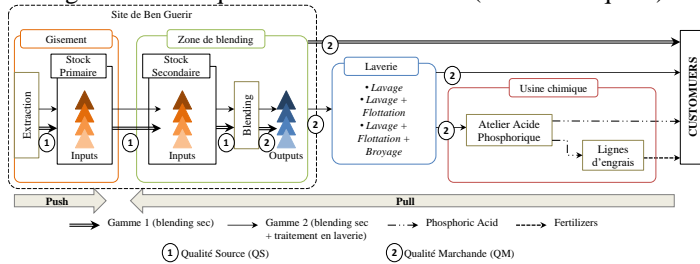 Site de Ben Guerir
Gisement
Zone de blending
Stock
Primaire
Stock
Secondaire
Extraction
Inputs
Inputs
Blending
Outputs
1
1
1
2
2
2
2
2
Laverie
• Lavage
• Lavage +
Flottation
• Lavage +
Flottation +
Broyage
Usine chimique
Atelier Acide
Phosphorique
Lignes
d'engrais
CUSTOMUERS
Push
Pull
Gamme 1 (blending sec)
Gamme 2 (blending sec
+ traitement en laverie)
Phosphoric Acid
Fertilizers
1 Qualité Source (QS)
2 Qualité Marchande (QM)